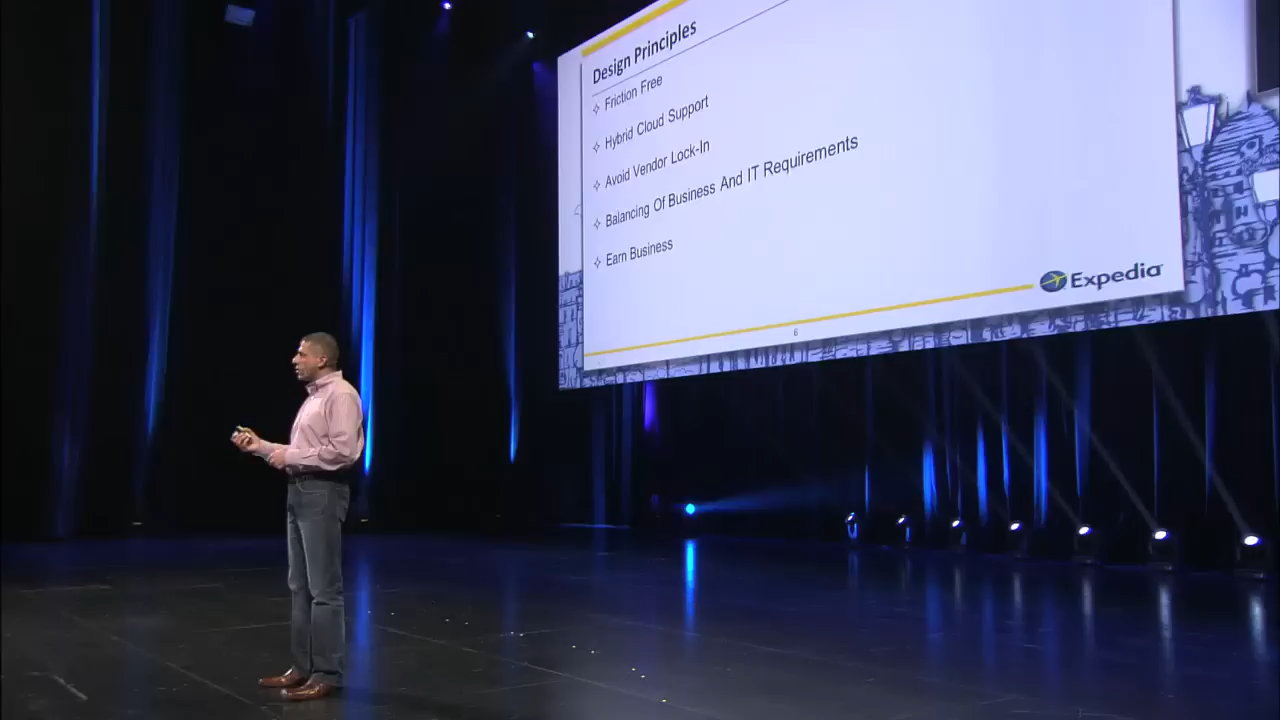 Design Principles
Friction Free
Hybrid Cloud Support
Avoid Vendor Lock-In
Balancing Of Business And IT Requirements
Earn Business
6
Expedia